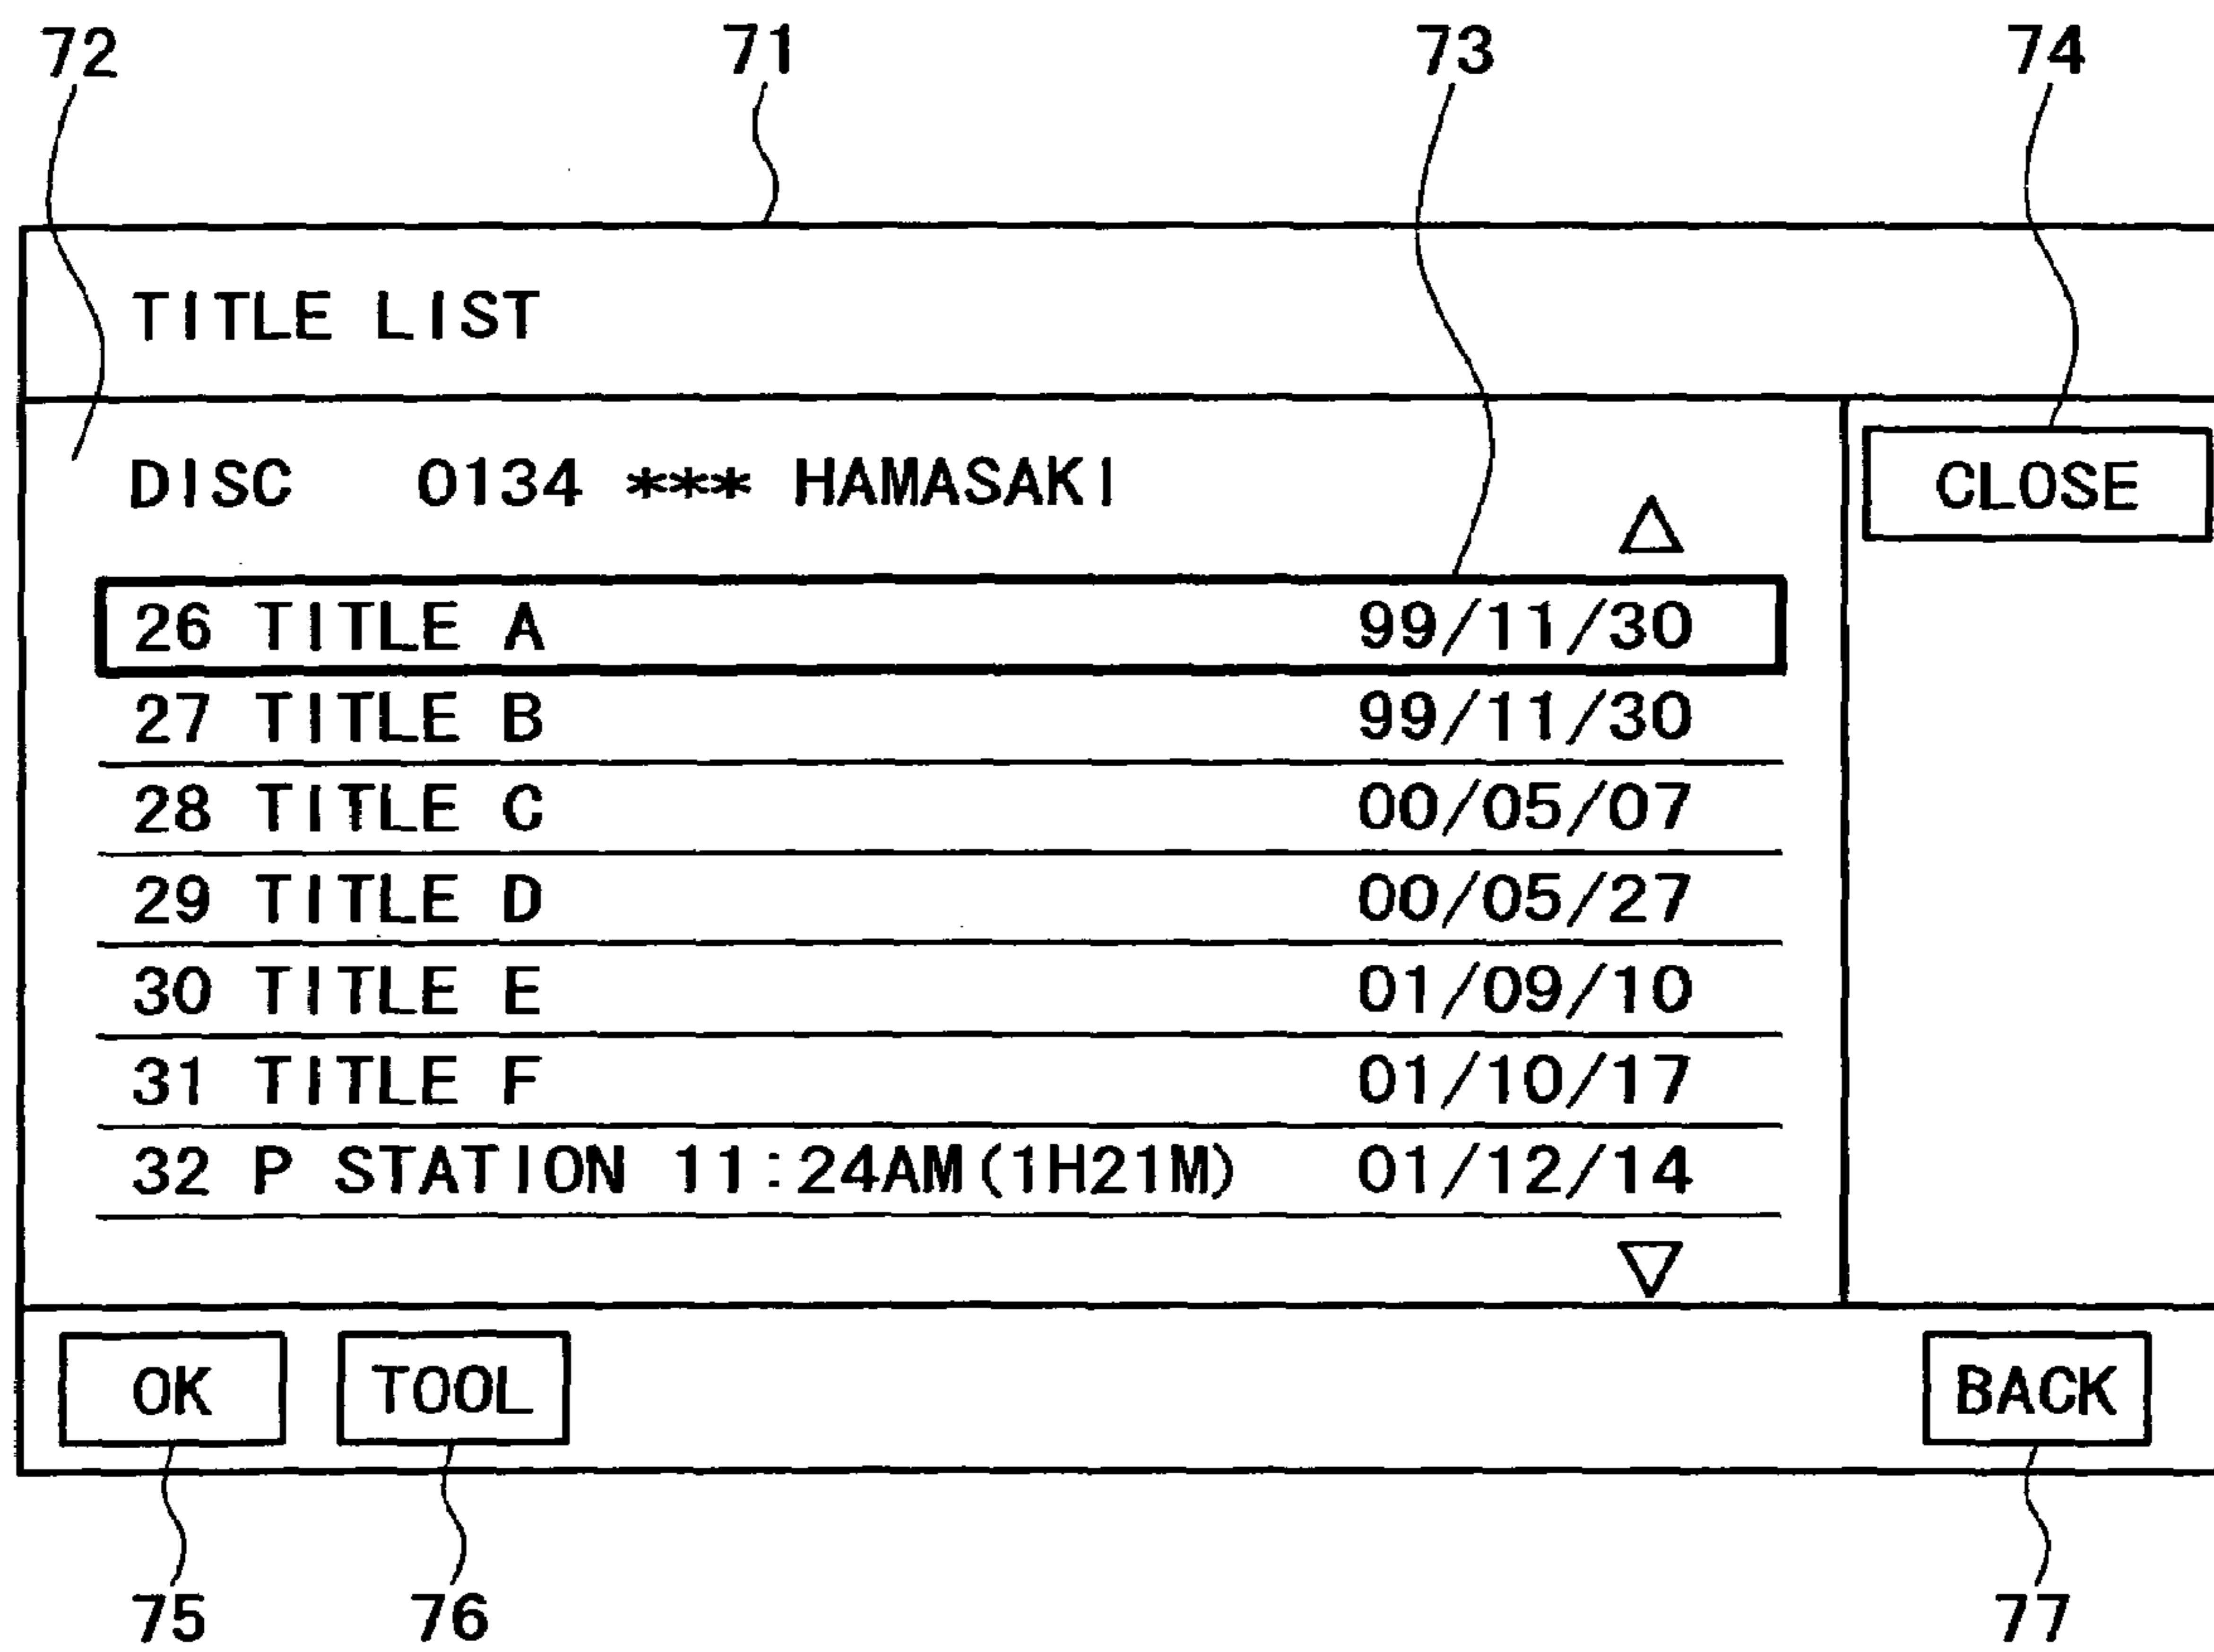 72 71 73 74
TITLE LIST
DISC 0134 *** HAMASAKI
CLOSE
26 TITLE A 99/11/30
27 TITLE B 99/11/30
28 TITLE C 00/05/07
29 TITLE D 00/05/27
30 TITLE E 01/09/10
31 TITLE F 01/10/17
32 P STATION 11:24AM(1H21M) 01/12/14
OK TOOL BACK
75 76 77